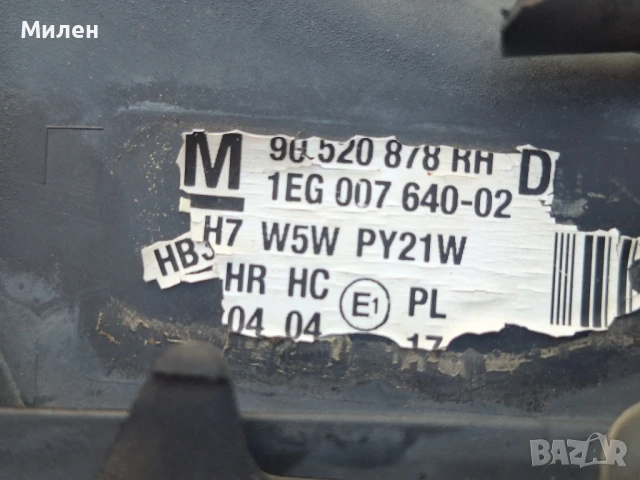 Милен
M 90 520 878 RH D
1EG 007 640-02
H7 W5W PY21W
HB3
HR HC E1 PL
04 04 17
BAZAR